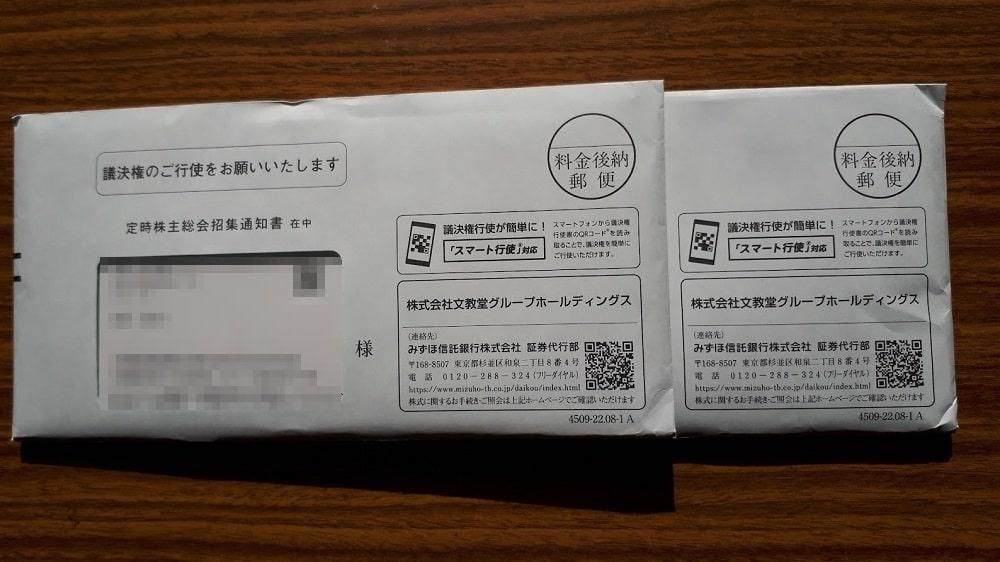 議決権のご行使をお願いいたします
定時株主総会招集通知書 在中
様
料金後納
郵便
議決権行使が簡単に!
「スマート行使®」対応
スマートフォンから議決権
行使書のQRコード®を読み
取ることで、議決権を簡単に
ご行使いただけます。
株式会社文教堂グループホールディングス
(連絡先)
みずほ信託銀行株式会社 証券代行部
〒168-8507 東京都杉並区和泉二丁目8番4号
電話 0120-288-324(フリーダイヤル)
https://www.mizuho-tb.co.jp/daikou/index.html
株式に関するお手続き・ご照会は上記ホームページでご確認いただけます
4509-22.08-1 A
料金後納
郵便
議決権行使が簡単に!
「スマート行使®」対応
スマートフォンから議決権
行使書のQRコード®を読み
取ることで、議決権を簡単に
ご行使いただけます。
株式会社文教堂グループホールディングス
(連絡先)
みずほ信託銀行株式会社 証券代行部
〒168-8507 東京都杉並区和泉二丁目8番4号
電話 0120-288-324(フリーダイヤル)
https://www.mizuho-tb.co.jp/daikou/index.html
株式に関するお手続き・ご照会は上記ホームページでご確認いただけます
4509-22.08-1 A